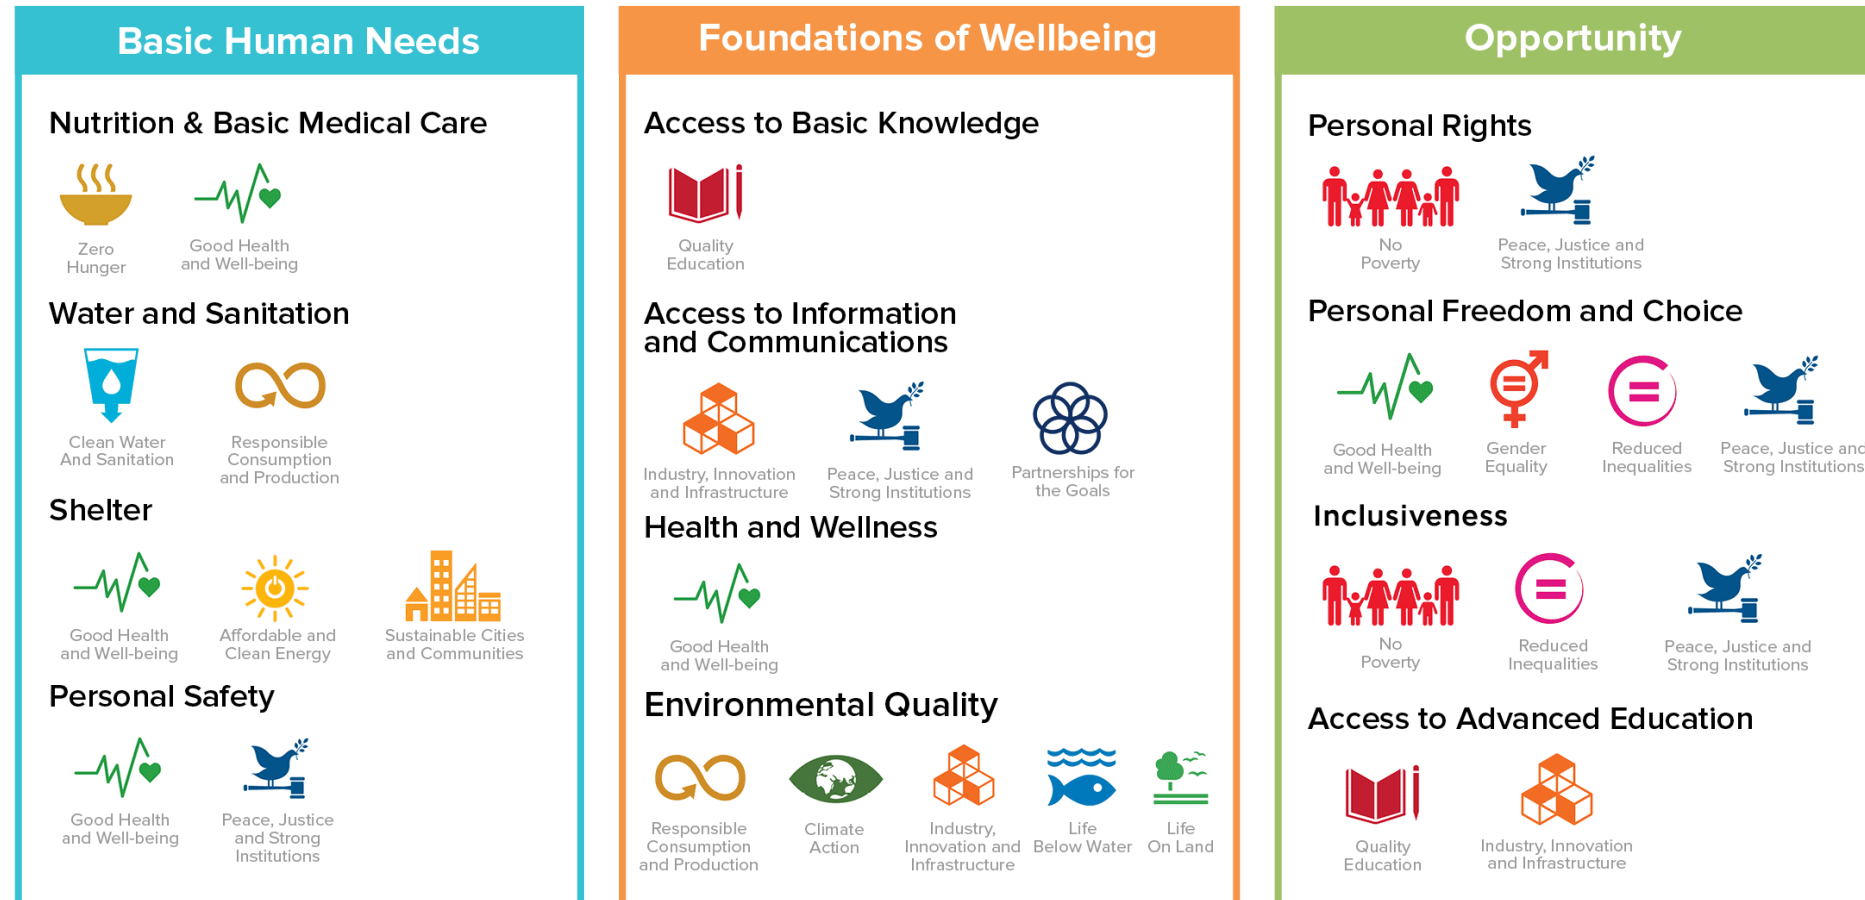 Basic Human Needs
Nutrition & Basic Medical Care
Zero
Hunger
Good Health
and Well-being
Water and Sanitation
Clean Water
And Sanitation
Responsible
Consumption
and Production
Shelter
Good Health
and Well-being
Affordable and
Clean Energy
Sustainable Cities
and Communities
Personal Safety
Good Health
and Well-being
Peace, Justice
and Strong
Institutions
Foundations of Wellbeing
Access to Basic Knowledge
Quality
Education
Access to Information
and Communications
Industry, Innovation
and Infrastructure
Peace, Justice and
Strong Institutions
Partnerships for
the Goals
Health and Wellness
Good Health
and Well-being
Environmental Quality
Responsible
Consumption
and Production
Climate
Action
Industry,
Innovation and
Infrastructure
Life
Below Water
Life
On Land
Opportunity
Personal Rights
No
Poverty
Peace, Justice and
Strong Institutions
Personal Freedom and Choice
Good Health
and Well-being
Gender
Equality
Reduced
Inequalities
Peace, Justice and
Strong Institutions
Inclusiveness
No
Poverty
Reduced
Inequalities
Peace, Justice and
Strong Institutions
Access to Advanced Education
Quality
Education
Industry, Innovation
and Infrastructure